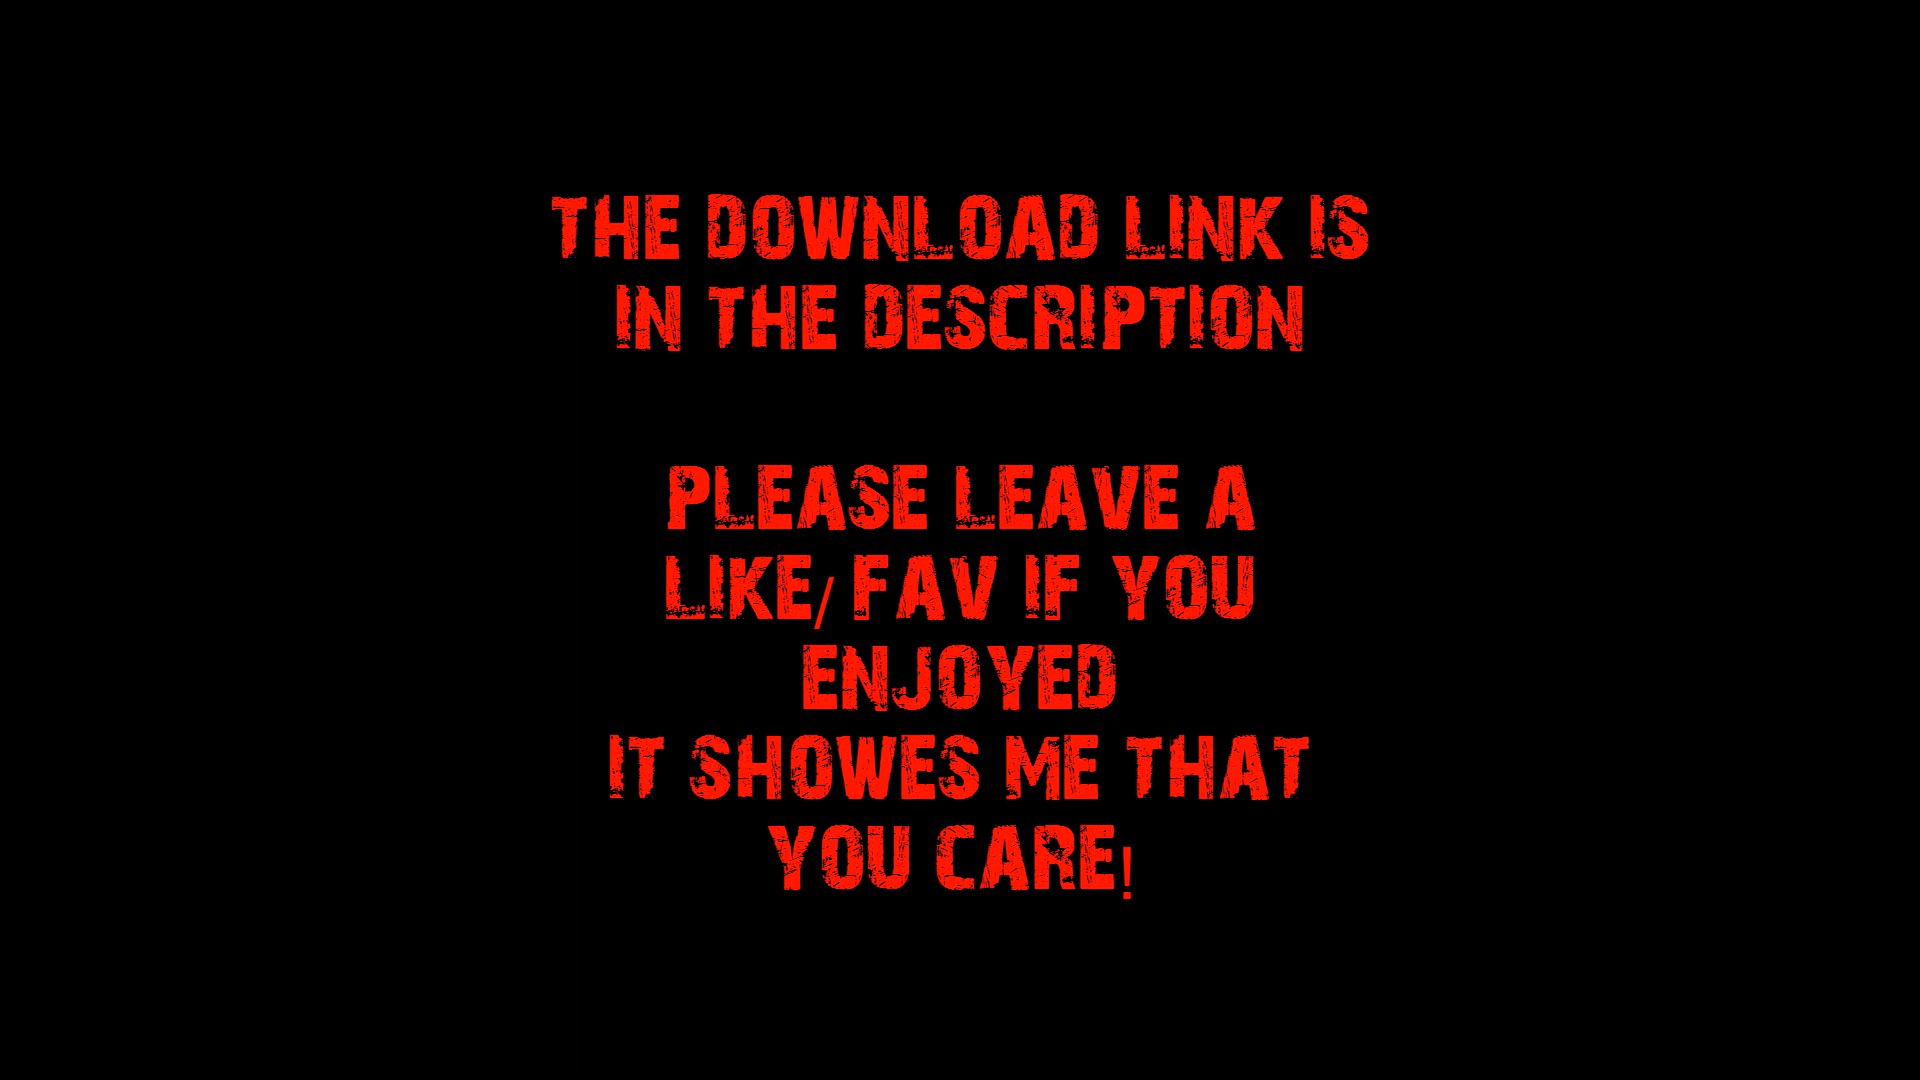 THE DOWNLOAD LINK IS
IN THE DESCRIPTION
PLEASE LEAVE A
LIKE/ FAV IF YOU
ENJOYED
IT SHOWES ME THAT
YOU CARE!